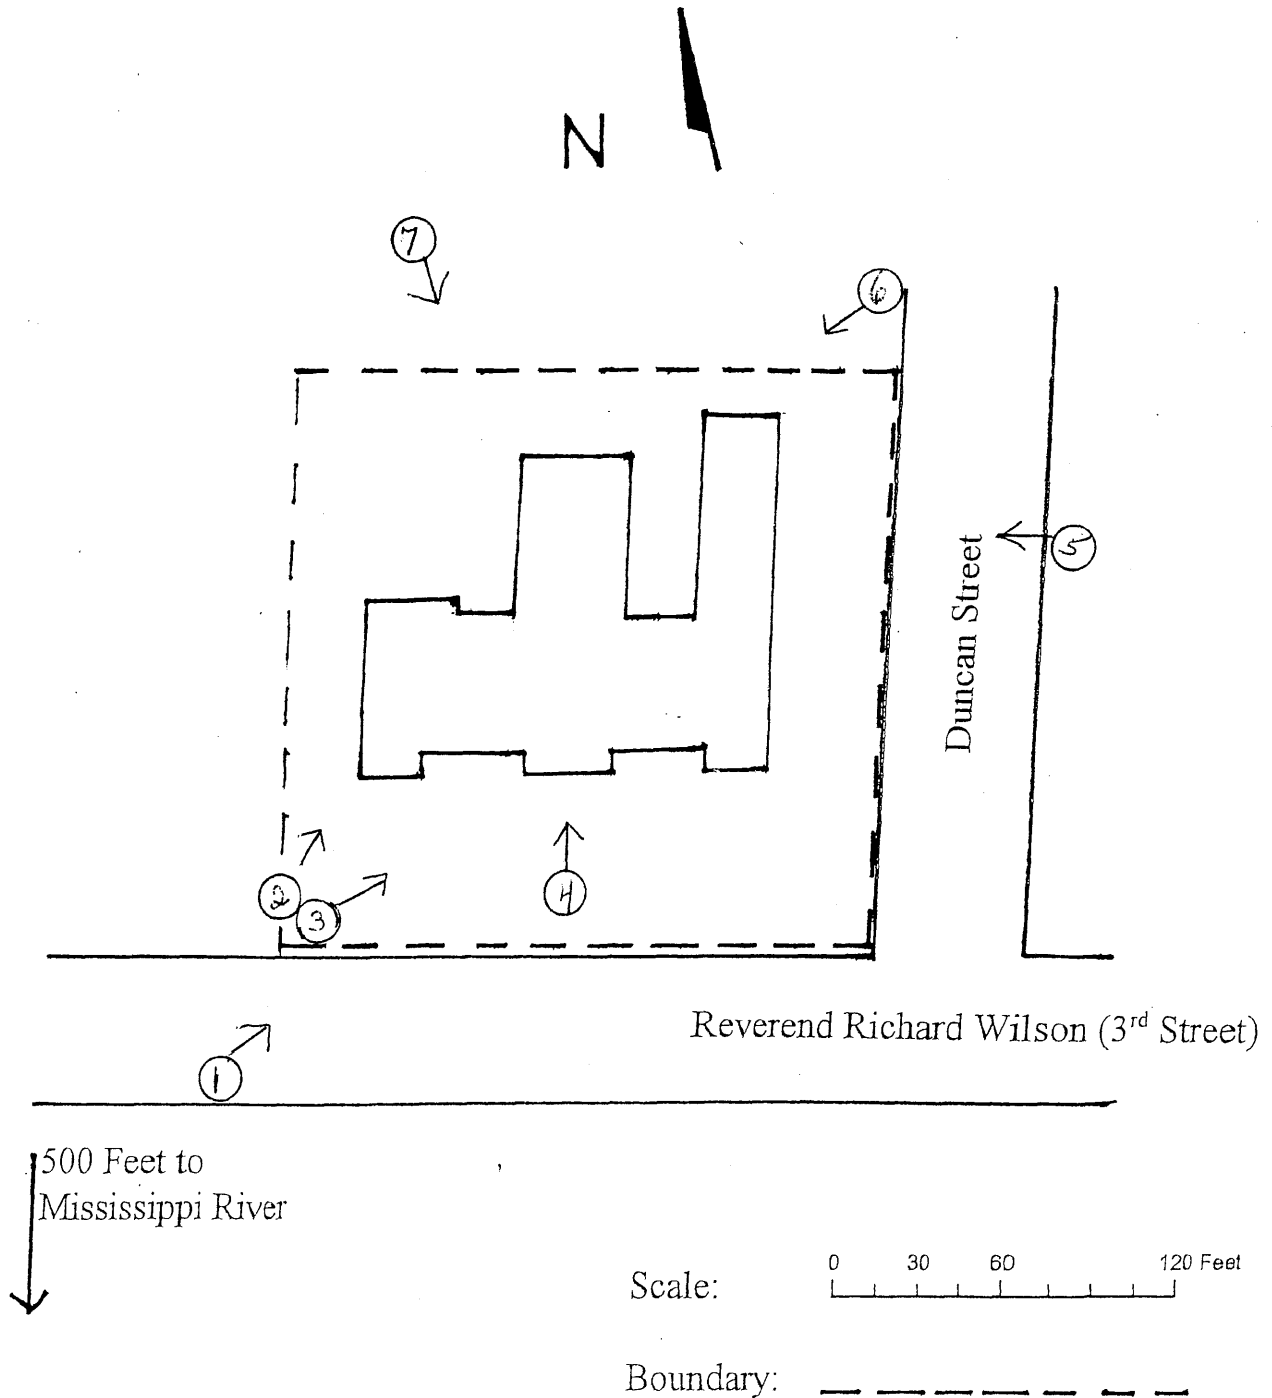 N
7
6
5
Duncan Street
2
3
4
Reverend Richard Wilson (3rd Street)
1
500 Feet to
Mississippi River
Scale:
0 30 60 120 Feet
Boundary: